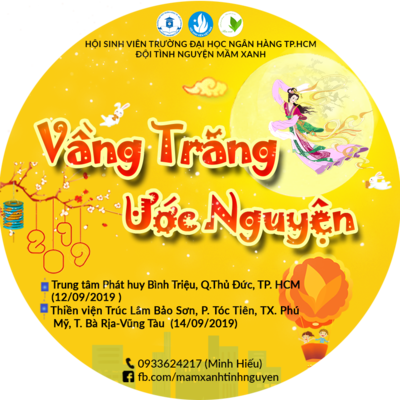 HỘI SINH VIÊN TRƯỜNG ĐẠI HỌC NGÂN HÀNG TP.HCM
ĐỘI TÌNH NGUYỆN MẦM XANH
Vầng Trăng
Ước Nguyện
2019
Trung tâm Phát huy Bình Triệu, Q.Thủ Đức, TP. HCM
(12/09/2019 )
Thiền viện Trúc Lâm Bảo Sơn, P. Tóc Tiên, TX. Phú
Mỹ, T. Bà Rịa-Vũng Tàu (14/09/2019)
0933624217 (Minh Hiếu)
fb.com/mamxanhtinhnguyen